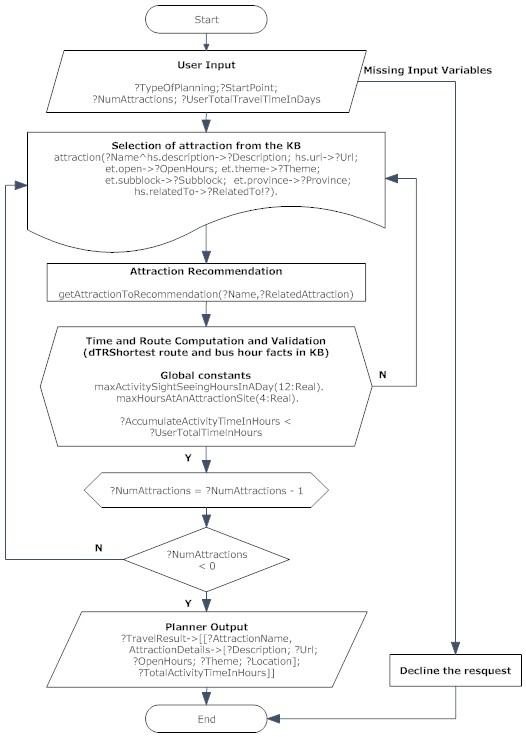 Start
User Input
?TypeOfPlanning;?StartPoint;
?NumAttractions; ?UserTotalTravelTimeInDays
Missing Input Variables
Selection of attraction from the KB
attraction(?Name^hs.description->?Description; hs.uri->?Url;
et.open->?OpenHours; et.theme->?Theme;
et.subblock->?Subblock; et.province->?Province;
hs.relatedTo->?RelatedTo!?).
Attraction Recommendation
getAttractionToRecommendation(?Name,?RelatedAttraction)
Time and Route Computation and Validation
(dTRShortest route and bus hour facts in KB)
Global constants
maxActivitySightSeeingHoursInADay(12:Real).
maxHoursAtAnAttractionSite(4:Real).
?AccumulateActivityTimeInHours <
?UserTotalTimeInHours
N
Y
?NumAttractions = ?NumAttractions - 1
?NumAttractions
< 0
N
Y
Planner Output
?TravelResult->[[?AttractionName,
AttractionDetails->[?Description; ?Url;
?OpenHours; ?Theme; ?Location];
?TotalActivityTimeInHours]]
Decline the resquest
End